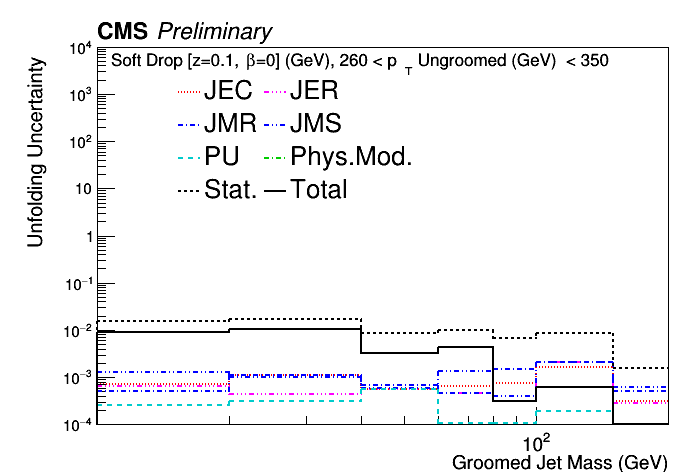 CMS Preliminary
Soft Drop [z=0.1, β=0] (GeV), 260 < p_T Ungroomed (GeV) < 350
JEC JER
JMR JMS
PU Phys.Mod.
Stat. Total
Unfolding Uncertainty
10^4
10^3
10^2
10
1
10^−1
10^−2
10^−3
10^−4
10^2
Groomed Jet Mass (GeV)